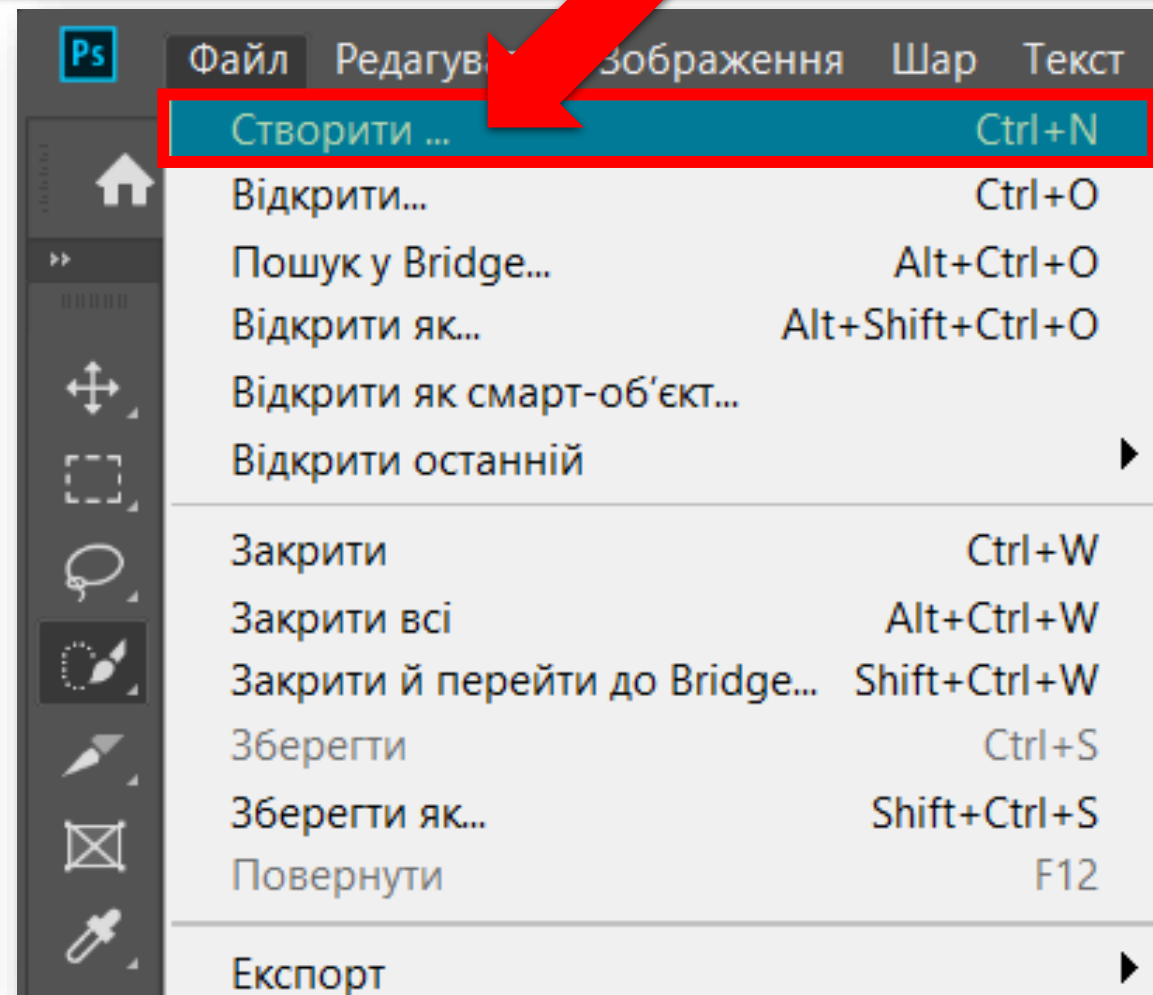 Ps Файл Редагув Зображення Шар Текст
Створити ... Ctrl+N
Відкрити... Ctrl+O
Пошук у Bridge... Alt+Ctrl+O
Відкрити як... Alt+Shift+Ctrl+O
Відкрити як смарт-об’єкт...
Відкрити останній
Закрити Ctrl+W
Закрити всі Alt+Ctrl+W
Закрити й перейти до Bridge... Shift+Ctrl+W
Зберегти Ctrl+S
Зберегти як... Shift+Ctrl+S
Повернути F12
Експорт